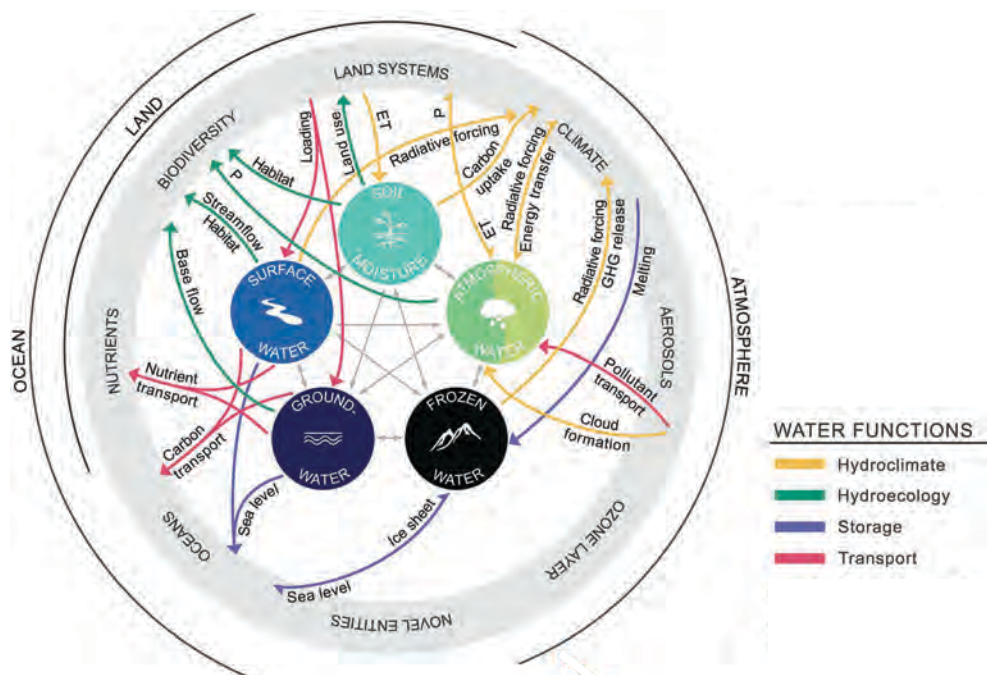 LAND SYSTEMS
LAND
BIODIVERSITY
Loading
Land use
ET
P
Radiative forcing
Carbon
uptake
Radiative forcing
Energy transfer
CLIMATE
Habitat
P
Streamflow
Habitat
Base flow
SOIL
MOISTURE
ET
Radiative forcing
GHG release
Melting
SURFACE
WATER
ATMOSPHERIC
WATER
OCEAN
ATMOSPHERE
NUTRIENTS
AEROSOLS
Nutrient
transport
Pollutant
transport
GROUND-
WATER
FROZEN
WATER
Carbon
transport
Cloud
formation
Sea level
Ice sheet
OCEANS
Sea level
OZONE LAYER
NOVEL ENTITIES
WATER FUNCTIONS
Hydroclimate
Hydroecology
Storage
Transport